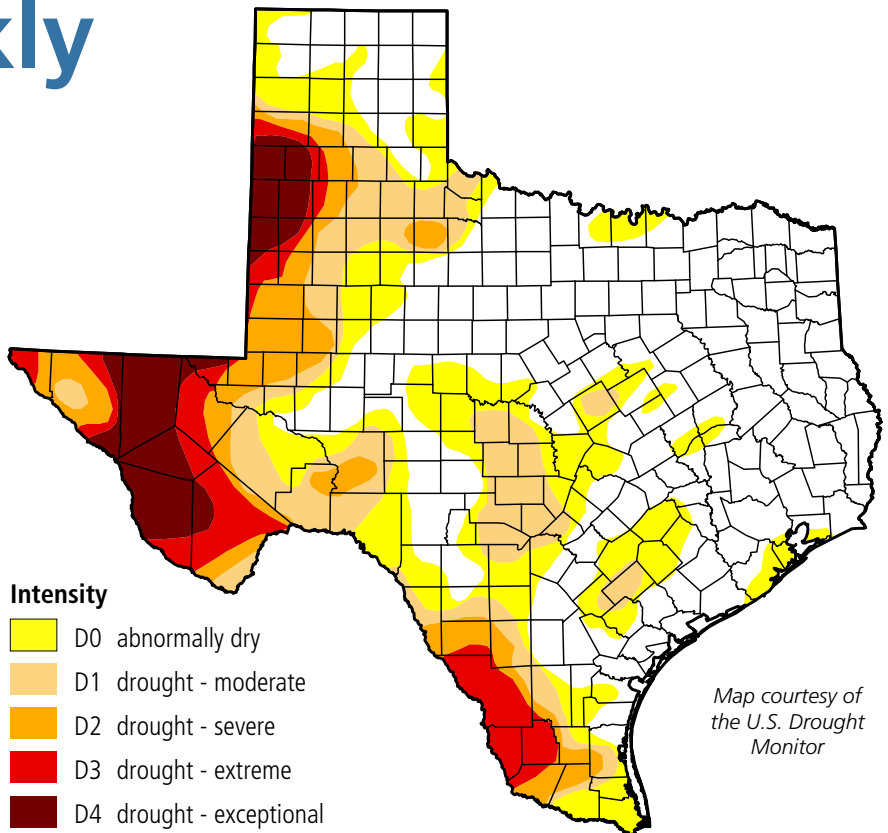 kly
Intensity
D0 abnormally dry
D1 drought - moderate
D2 drought - severe
D3 drought - extreme
D4 drought - exceptional
Map courtesy of
the U.S. Drought
Monitor